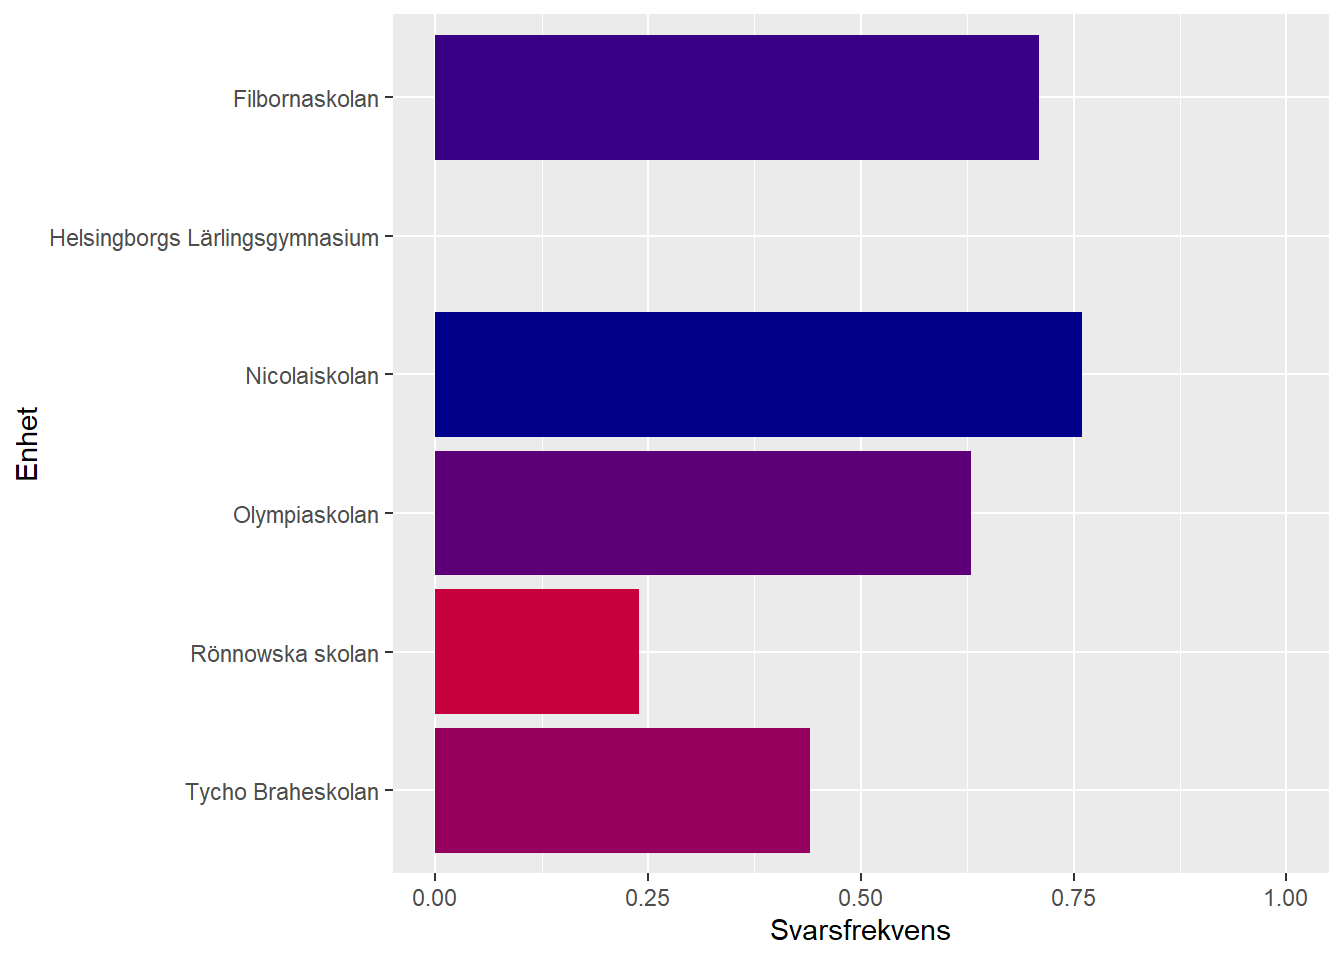 Filbornaskolan
Helsingborgs Lärlingsgymnasium
Nicolaiskolan
Olympiaskolan
Rönnowska skolan
Tycho Braheskolan
Enhet
0.00 0.25 0.50 0.75 1.00
Svarsfrekvens